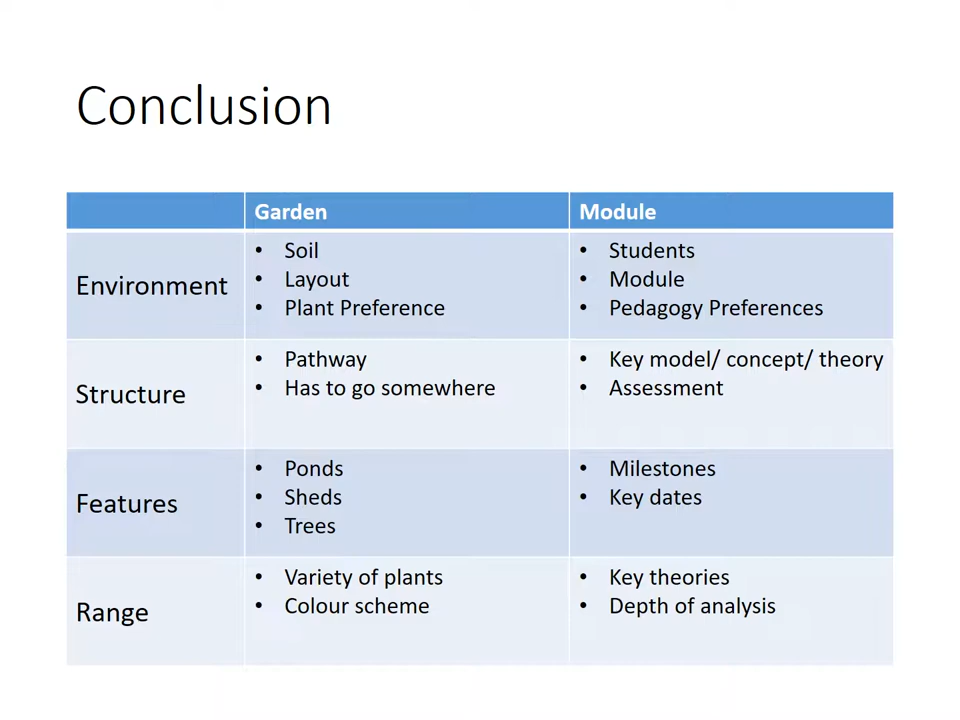 Conclusion
Garden
Module
Environment
• Soil
• Layout
• Plant Preference
• Students
• Module
• Pedagogy Preferences
Structure
• Pathway
• Has to go somewhere
• Key model/ concept/ theory
• Assessment
Features
• Ponds
• Sheds
• Trees
• Milestones
• Key dates
Range
• Variety of plants
• Colour scheme
• Key theories
• Depth of analysis